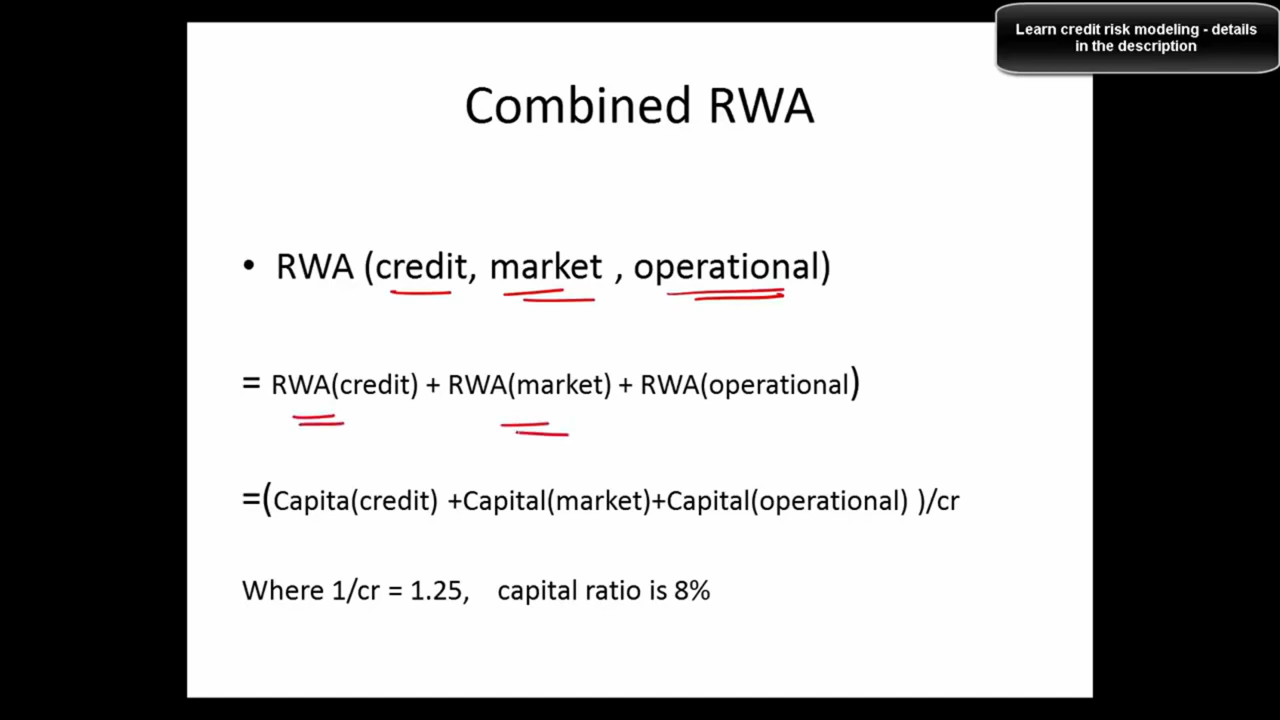 Learn credit risk modeling - details
in the description
Combined RWA
• RWA (credit, market , operational)
= RWA(credit) + RWA(market) + RWA(operational)
=(Capita(credit) +Capital(market)+Capital(operational) )/cr
Where 1/cr = 1.25, capital ratio is 8%